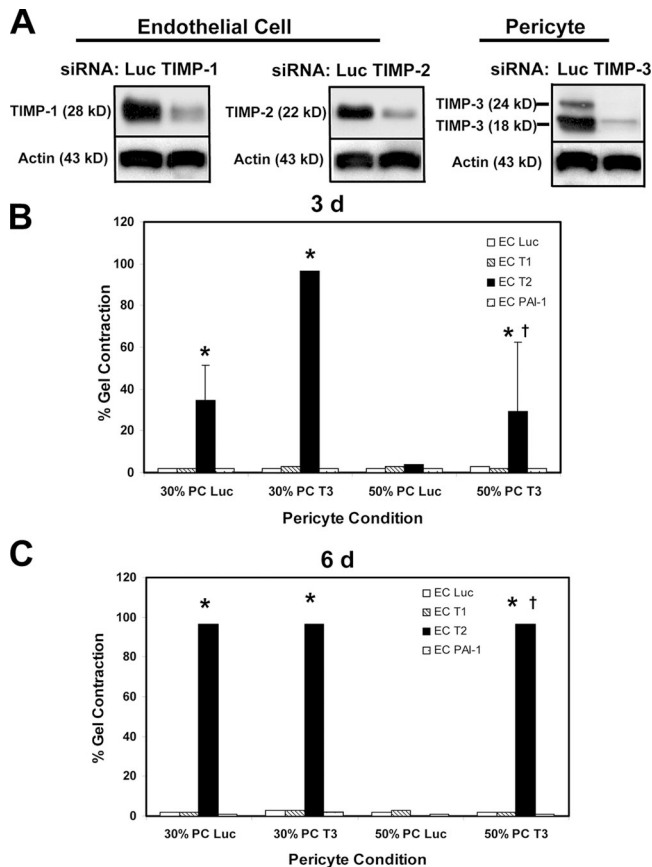 A
Endothelial Cell
Pericyte
siRNA: Luc TIMP-1
siRNA: Luc TIMP-2
siRNA: Luc TIMP-3
TIMP-1 (28 kD)
TIMP-2 (22 kD)
TIMP-3 (24 kD)
TIMP-3 (18 kD)
Actin (43 kD)
Actin (43 kD)
Actin (43 kD)
B
3 d
120
100
80
60
40
20
0
% Gel Contraction
*
*
* †
EC Luc
EC T1
EC T2
EC PAI-1
30% PC Luc
30% PC T3
50% PC Luc
50% PC T3
Pericyte Condition
C
6 d
120
100
80
60
40
20
0
% Gel Contraction
*
*
* †
EC Luc
EC T1
EC T2
EC PAI-1
30% PC Luc
30% PC T3
50% PC Luc
50% PC T3
Pericyte Condition